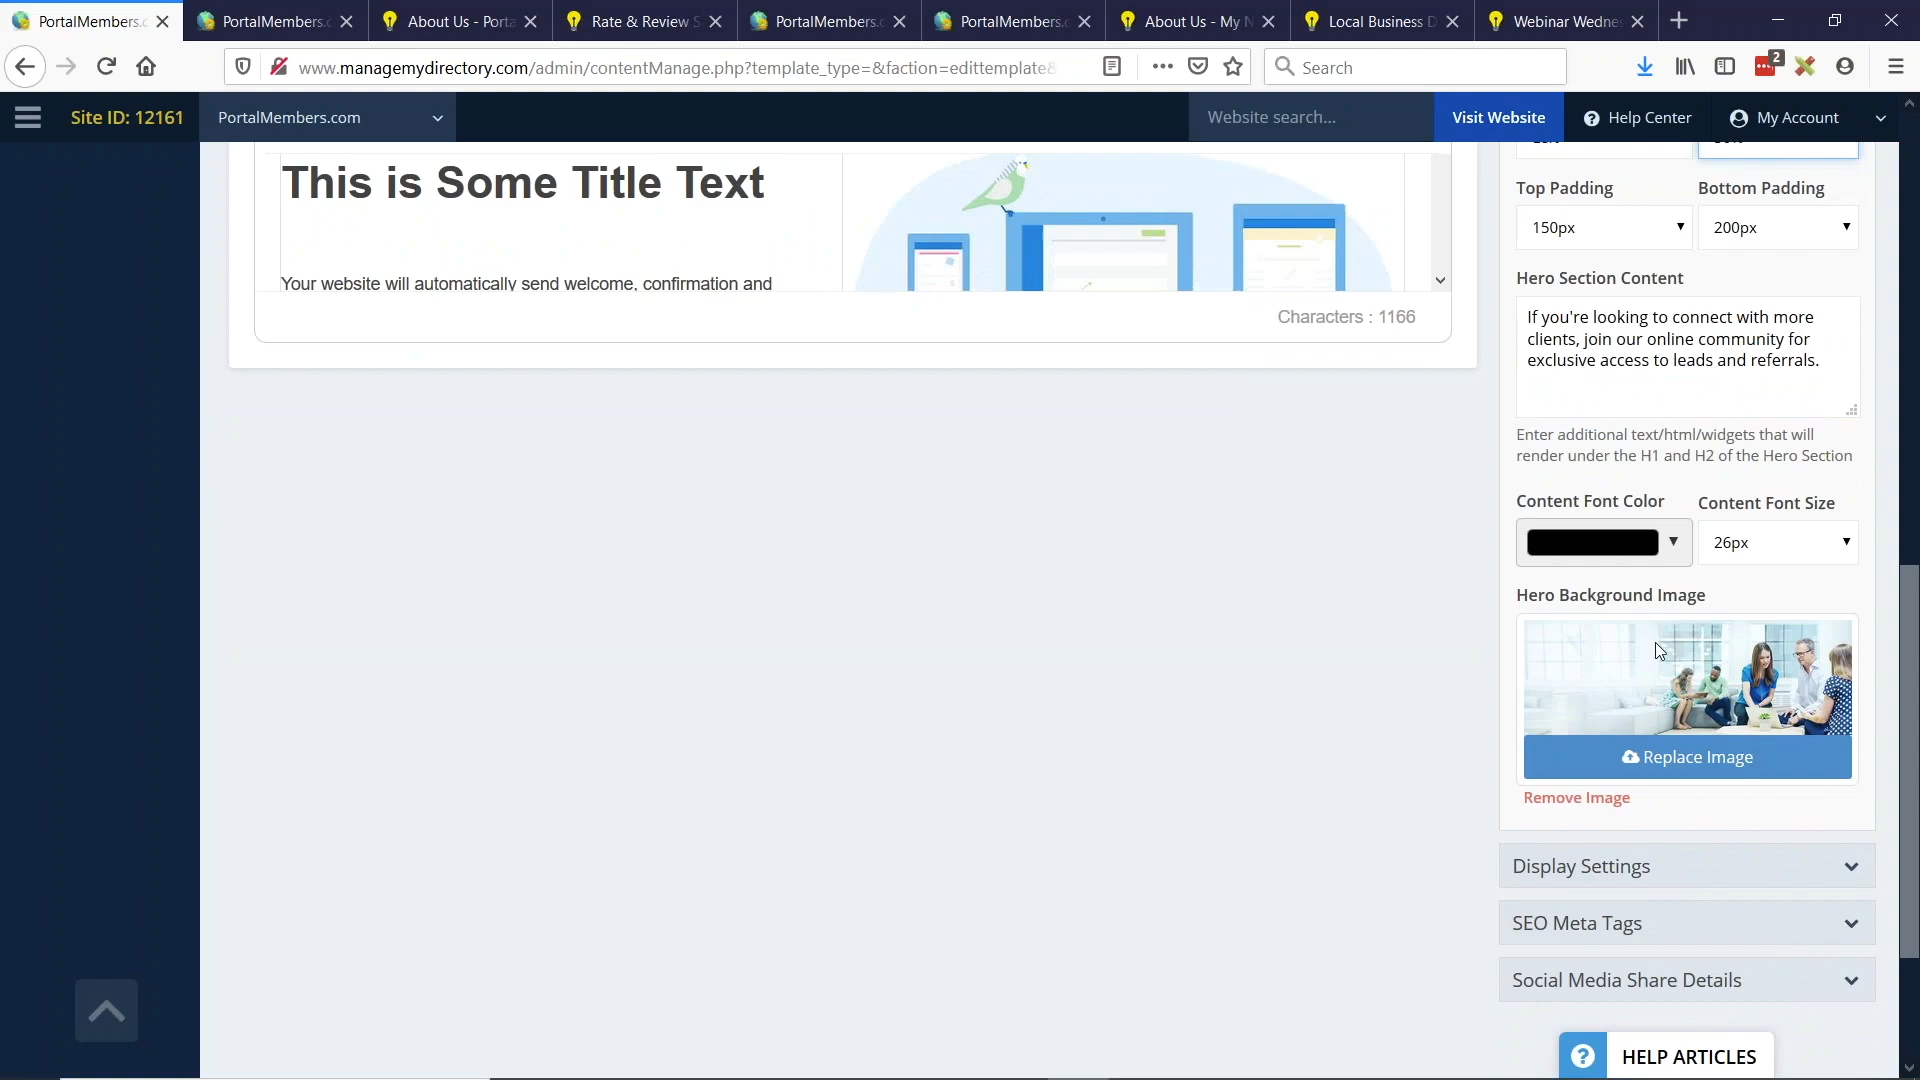 PortalMembers.c
PortalMembers.c
About Us - Porta
Rate & Review S
PortalMembers.c
PortalMembers.c
About Us - My N
Local Business D
Webinar Wednes
www.managemydirectory.com/admin/contentManage.php?template_type=&faction=edittemplate&
Search
2
Site ID: 12161
PortalMembers.com
Website search...
Visit Website
Help Center
My Account
This is Some Title Text
Your website will automatically send welcome, confirmation and
Characters : 1166
Top Padding
Bottom Padding
150px
200px
Hero Section Content
If you're looking to connect with more
clients, join our online community for
exclusive access to leads and referrals.
Enter additional text/html/widgets that will
render under the H1 and H2 of the Hero Section
Content Font Color
Content Font Size
26px
Hero Background Image
Replace Image
Remove Image
Display Settings
SEO Meta Tags
Social Media Share Details
? HELP ARTICLES